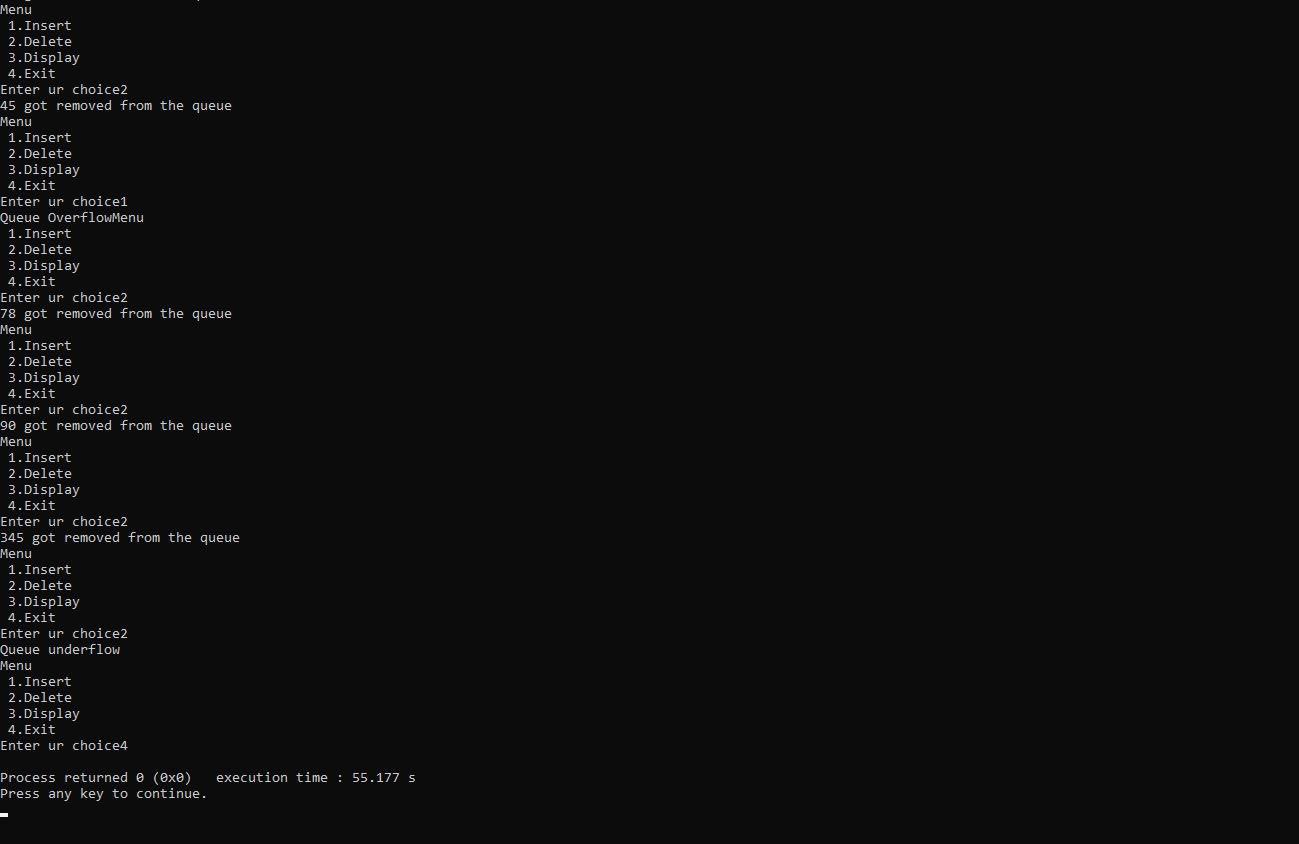 Menu
 1.Insert
 2.Delete
 3.Display
 4.Exit
Enter ur choice2
45 got removed from the queue
Menu
 1.Insert
 2.Delete
 3.Display
 4.Exit
Enter ur choice1
Queue OverflowMenu
 1.Insert
 2.Delete
 3.Display
 4.Exit
Enter ur choice2
78 got removed from the queue
Menu
 1.Insert
 2.Delete
 3.Display
 4.Exit
Enter ur choice2
90 got removed from the queue
Menu
 1.Insert
 2.Delete
 3.Display
 4.Exit
Enter ur choice2
345 got removed from the queue
Menu
 1.Insert
 2.Delete
 3.Display
 4.Exit
Enter ur choice2
Queue underflow
Menu
 1.Insert
 2.Delete
 3.Display
 4.Exit
Enter ur choice4

Process returned 0 (0x0)   execution time : 55.177 s
Press any key to continue.